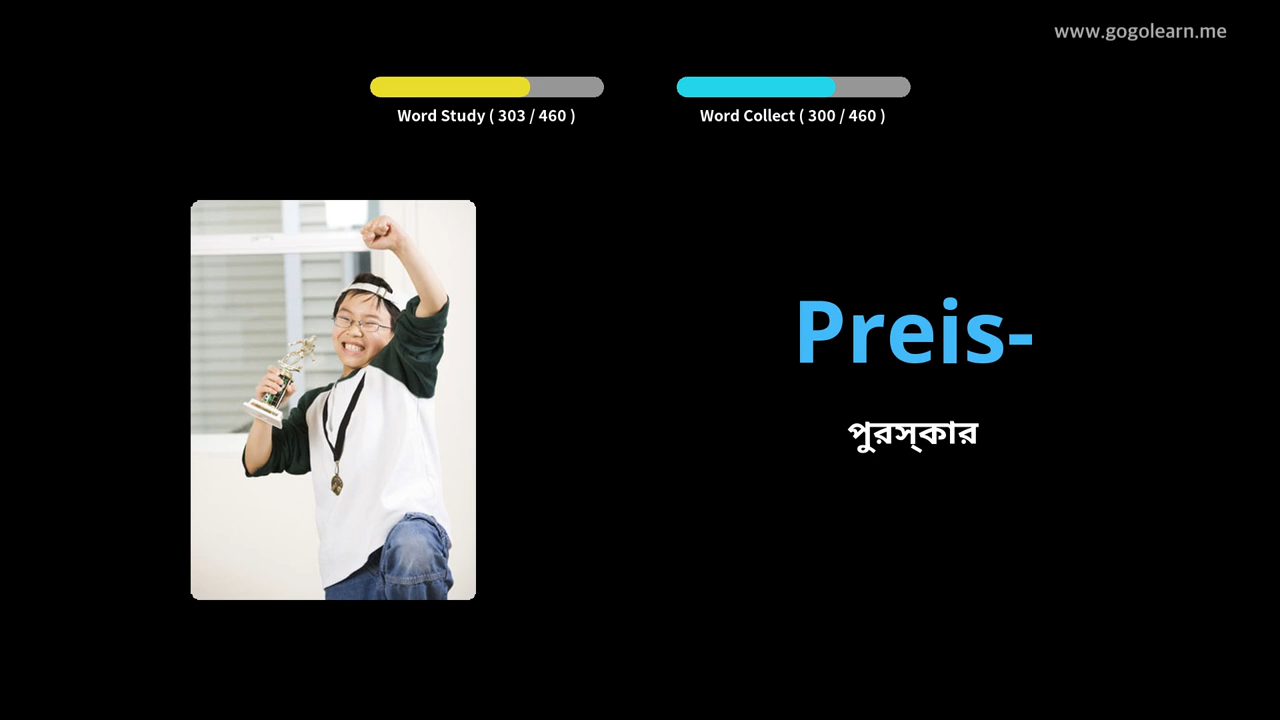 www.gogolearn.me
Word Study ( 303 / 460 )
Word Collect ( 300 / 460 )
Preis-
পুরস্কার